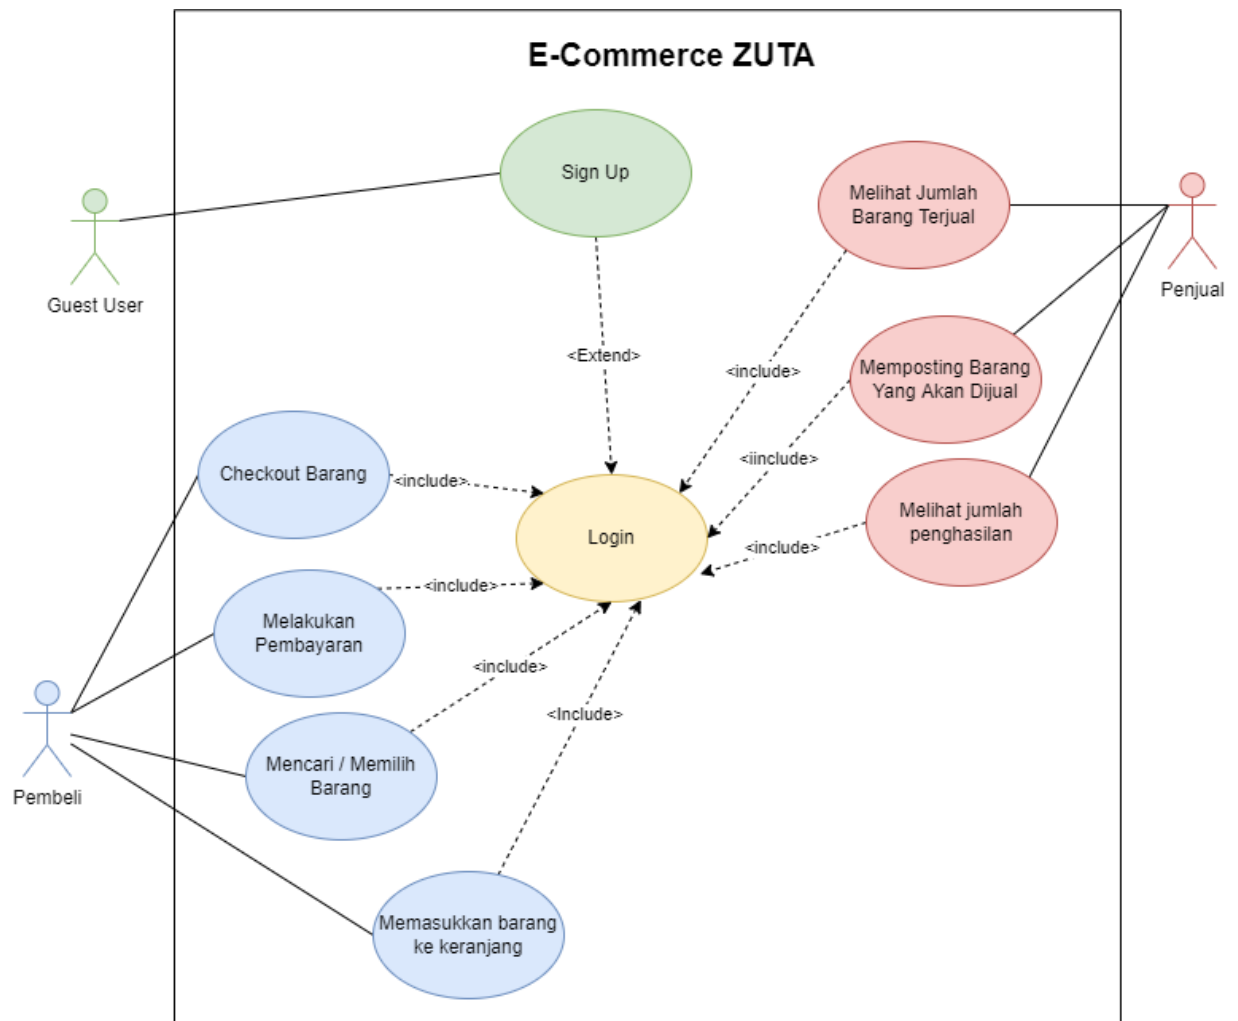 E-Commerce ZUTA
Sign Up
Guest User
Melihat Jumlah
Barang Terjual
Penjual
<Extend>
<include>
Memposting Barang
Yang Akan Dijual
<iinclude>
Checkout Barang
<include>
Login
Melihat jumlah
penghasilan
<include>
Melakukan
Pembayaran
<include>
<include>
<Include>
Mencari / Memilih
Barang
Pembeli
Memasukkan barang
ke keranjang